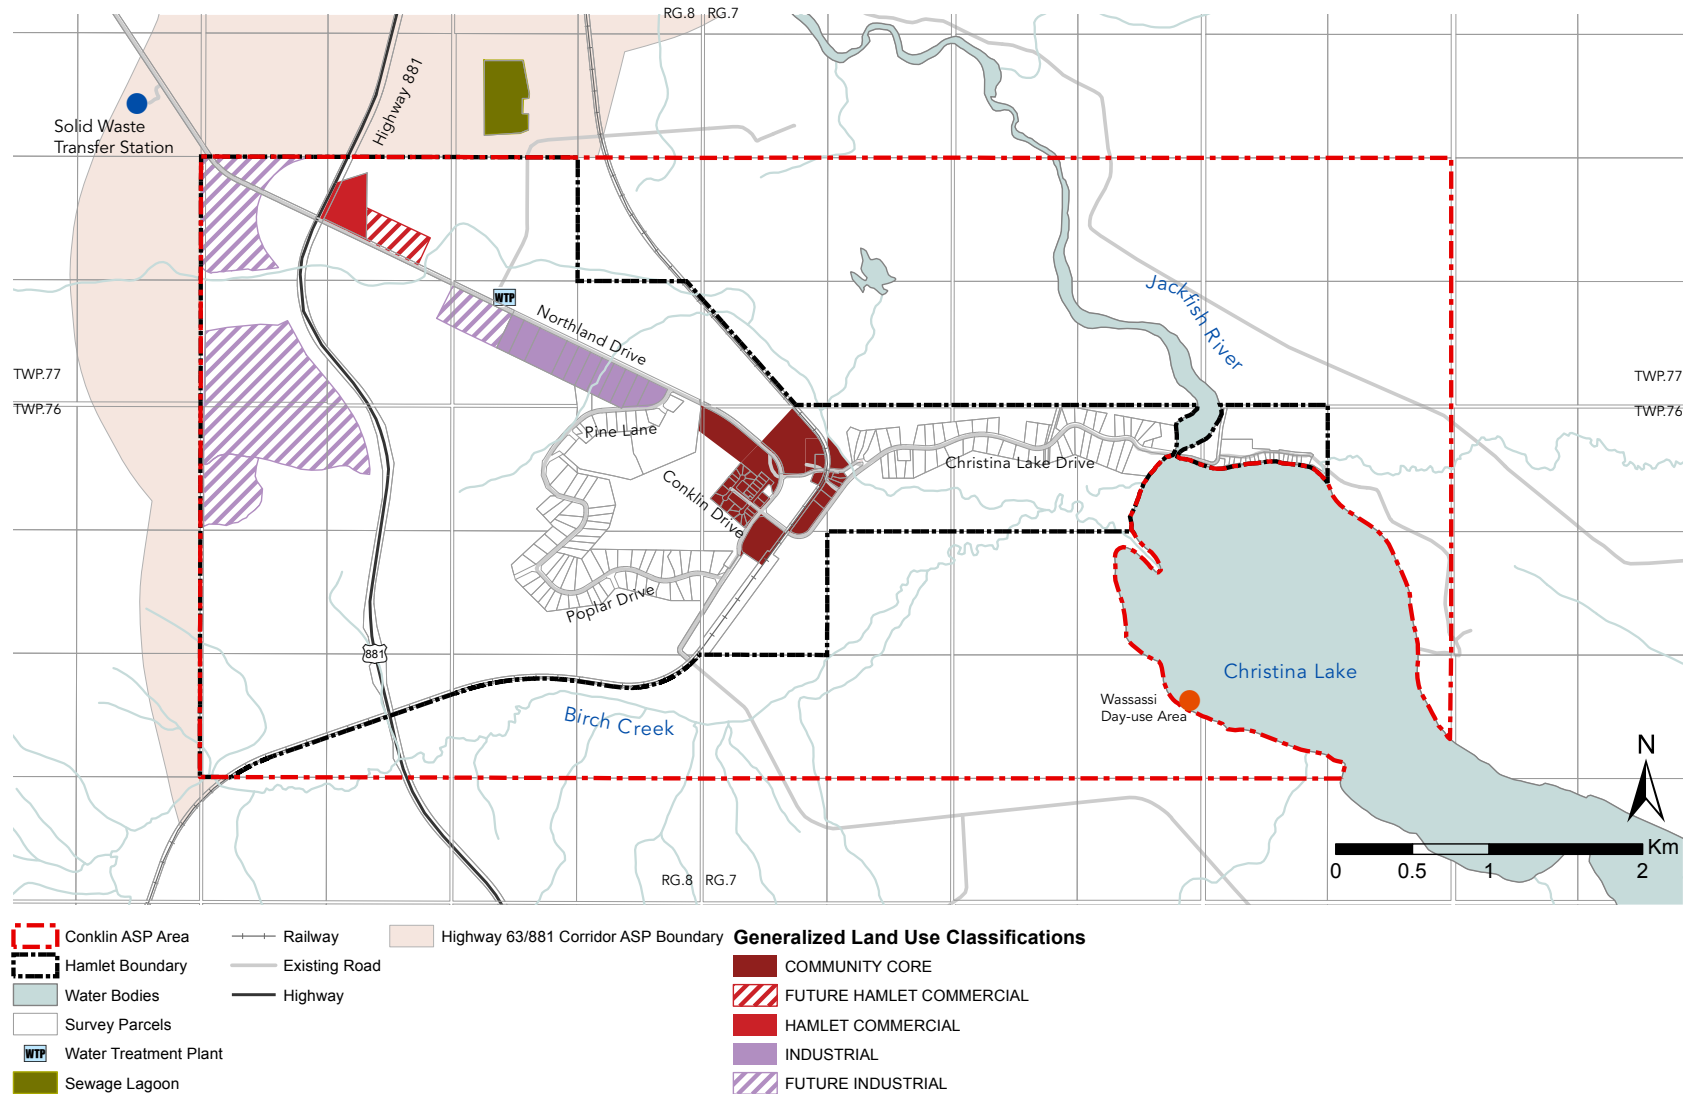 RG.8 RG.7
Highway 881
Solid Waste
Transfer Station
Jackfish River
WTP
Northland Drive
TWP.77
TWP.77
TWP.76
TWP.76
Pine Lane
Christina Lake Drive
Conklin Drive
Poplar Drive
881
Christina Lake
Wassassi
Day-use Area
Birch Creek
N
Km
0 0.5 1 2
RG.8 RG.7
Conklin ASP Area
Hamlet Boundary
Water Bodies
Survey Parcels
WTP Water Treatment Plant
Sewage Lagoon
Railway
Existing Road
Highway
Highway 63/881 Corridor ASP Boundary
Generalized Land Use Classifications
COMMUNITY CORE
FUTURE HAMLET COMMERCIAL
HAMLET COMMERCIAL
INDUSTRIAL
FUTURE INDUSTRIAL